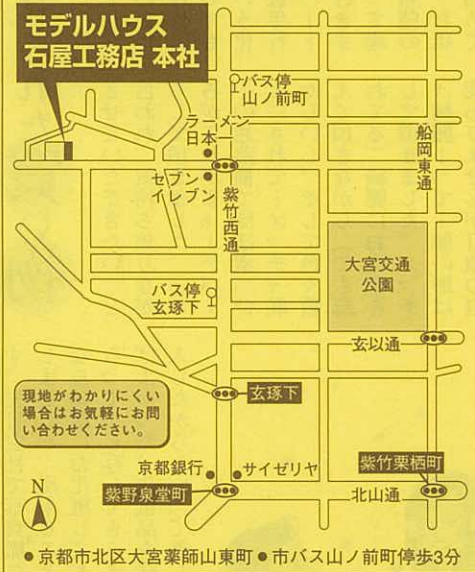 モデルハウス
石屋工務店 本社
バス停
山ノ前町
ラーメン
日本一
船岡東通
セブン
イレブン
紫竹西通
大宮交通
公園
バス停
玄琢下
玄以通
現地がわかりにくい
場合はお気軽にお問
い合わせください。
玄琢下
京都銀行
サイゼリヤ
紫竹栗栖町
紫野泉堂町
北山通
N
●京都市北区大宮薬師山東町●市バス山ノ前町停歩3分